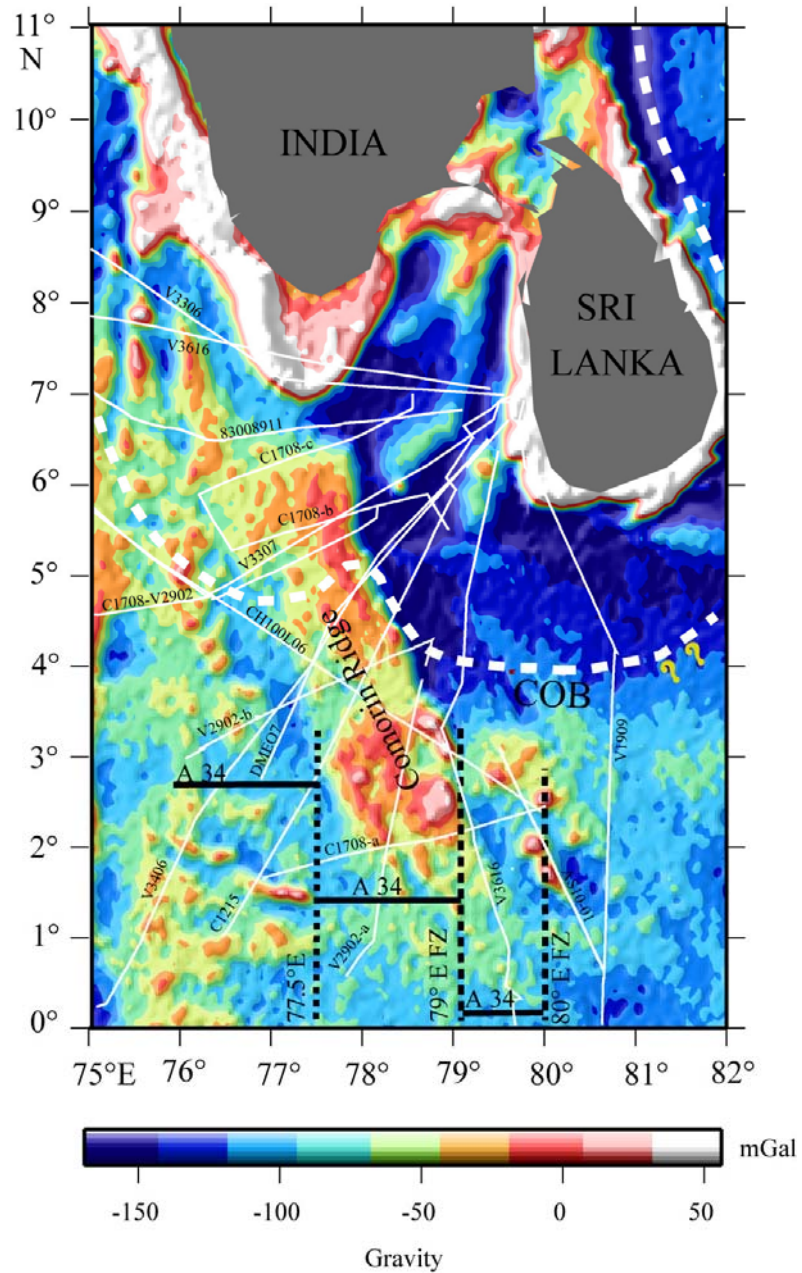 11°
N
10°
9°
8°
7°
6°
5°
4°
3°
2°
1°
0°
INDIA
SRI
LANKA
V3306
V3616
83008911
C1708-c
C1708-b
V3307
C1708-V2902
CH100L06
Comorin Ridge
COB
? ?
V2902-b
DME07
V1909
A 34
C1708-a
V3406
C1215
A 34
V3616
V2902-a
77.5°E
79° E FZ
A 34
80° E FZ
75°E 76° 77° 78° 79° 80° 81° 82°
mGal
-150 -100 -50 0 50
Gravity